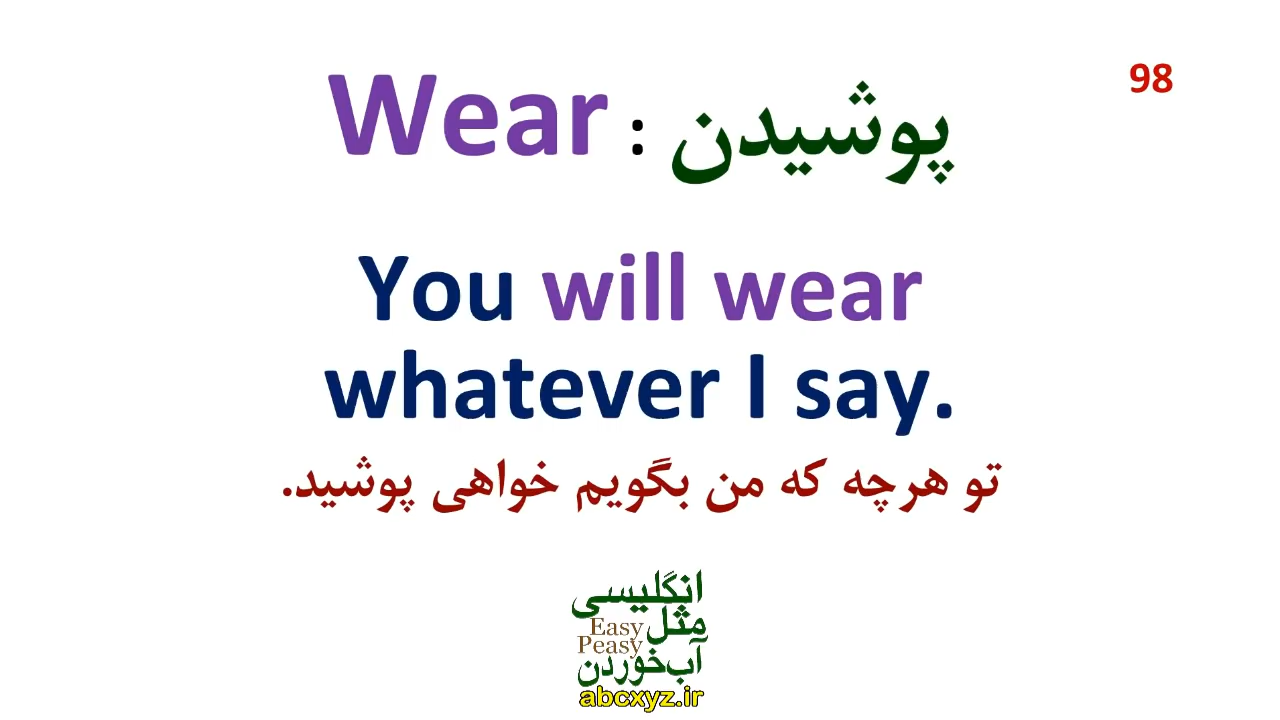 98
Wear : پوشیدن
You will wear
whatever I say.
تو هرچه که من بگویم خواهی پوشید.
انگلیسی
مثل
Easy
Peasy
آب‌خوردن
abcxyz.ir